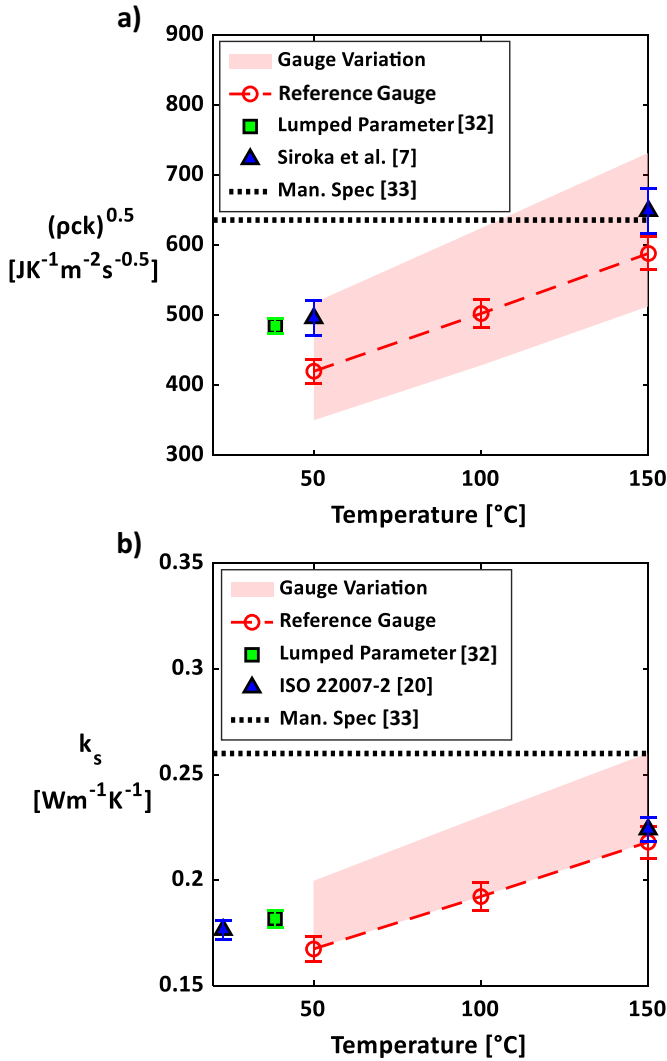 a)
900
800
700
600
500
400
300
(ρck)^0.5
[JK^-1m^-2s^-0.5]
Gauge Variation
Reference Gauge
Lumped Parameter [32]
Siroka et al. [7]
Man. Spec [33]
50 100 150
Temperature [°C]
b)
0.35
0.3
0.25
0.2
0.15
k_s
[Wm^-1K^-1]
Gauge Variation
Reference Gauge
Lumped Parameter [32]
ISO 22007-2 [20]
Man. Spec [33]
50 100 150
Temperature [°C]